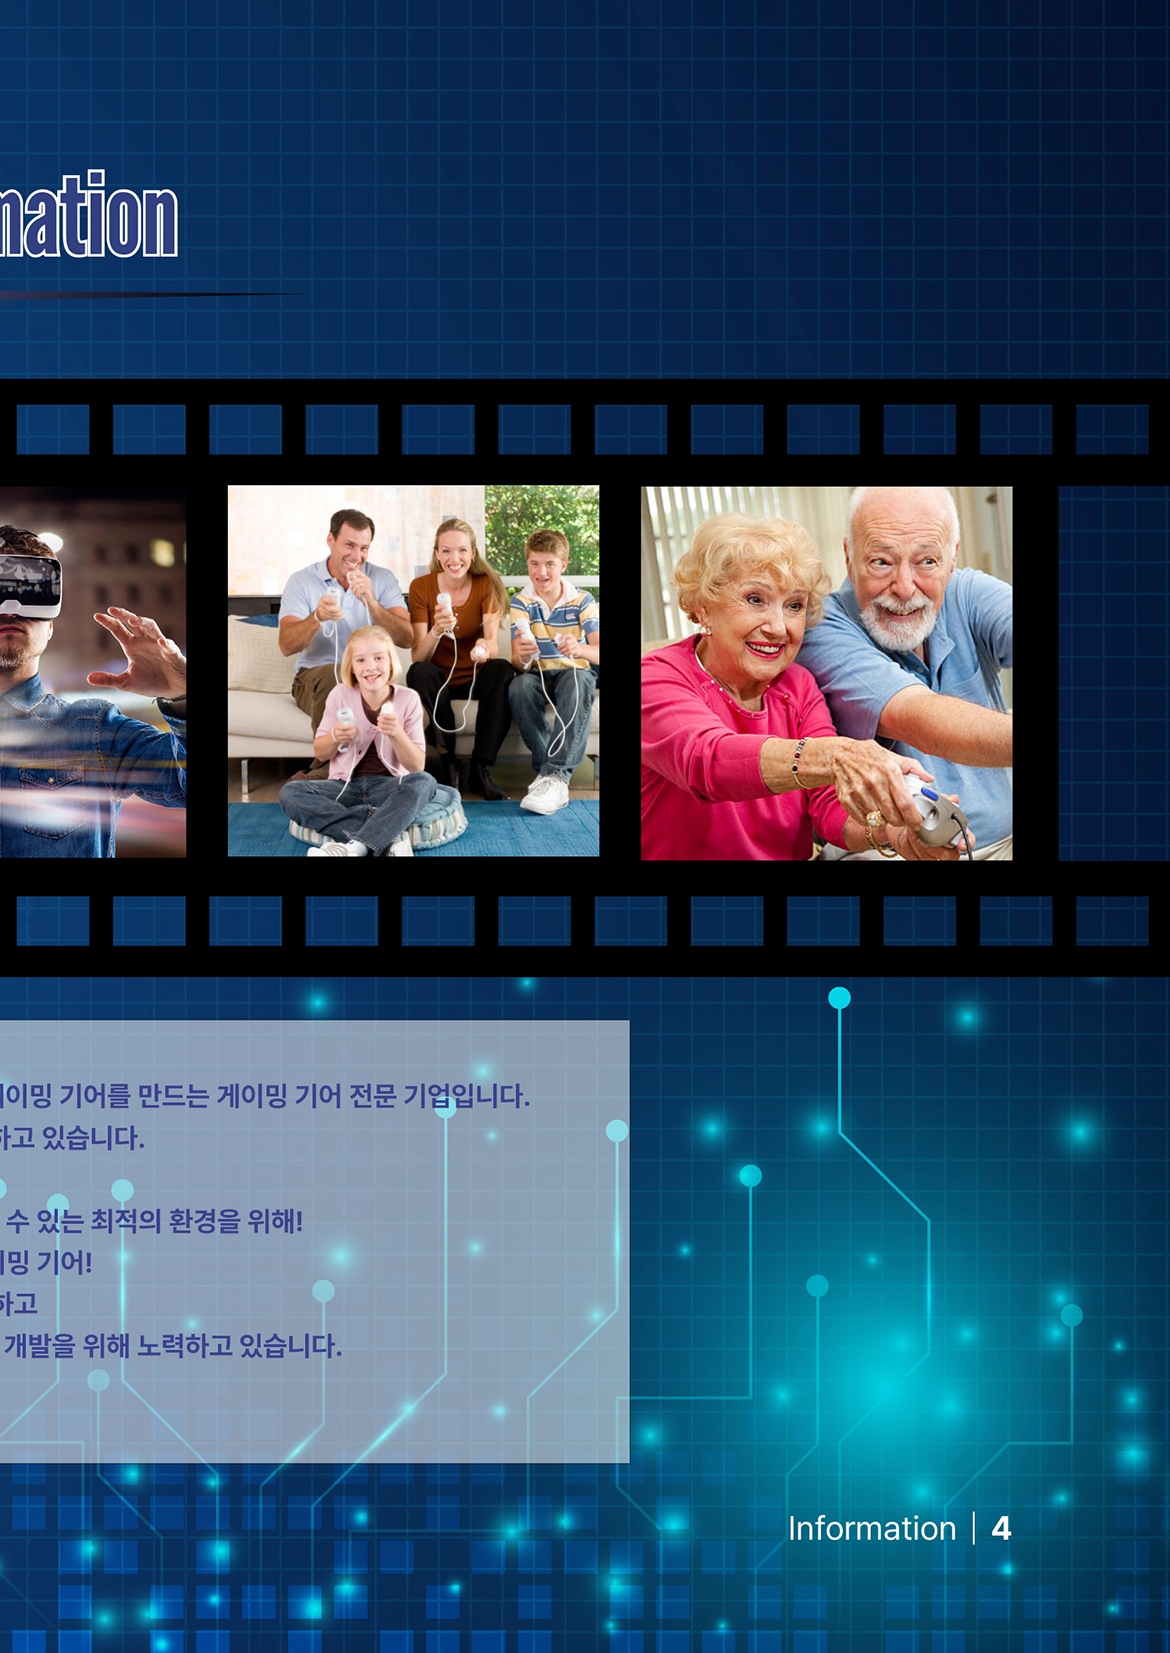 mation
이밍 기어를 만드는 게이밍 기어 전문 기업입니다.
하고 있습니다.
수 있는 최적의 환경을 위해!
이밍 기어!
하고
개발을 위해 노력하고 있습니다.
Information | 4